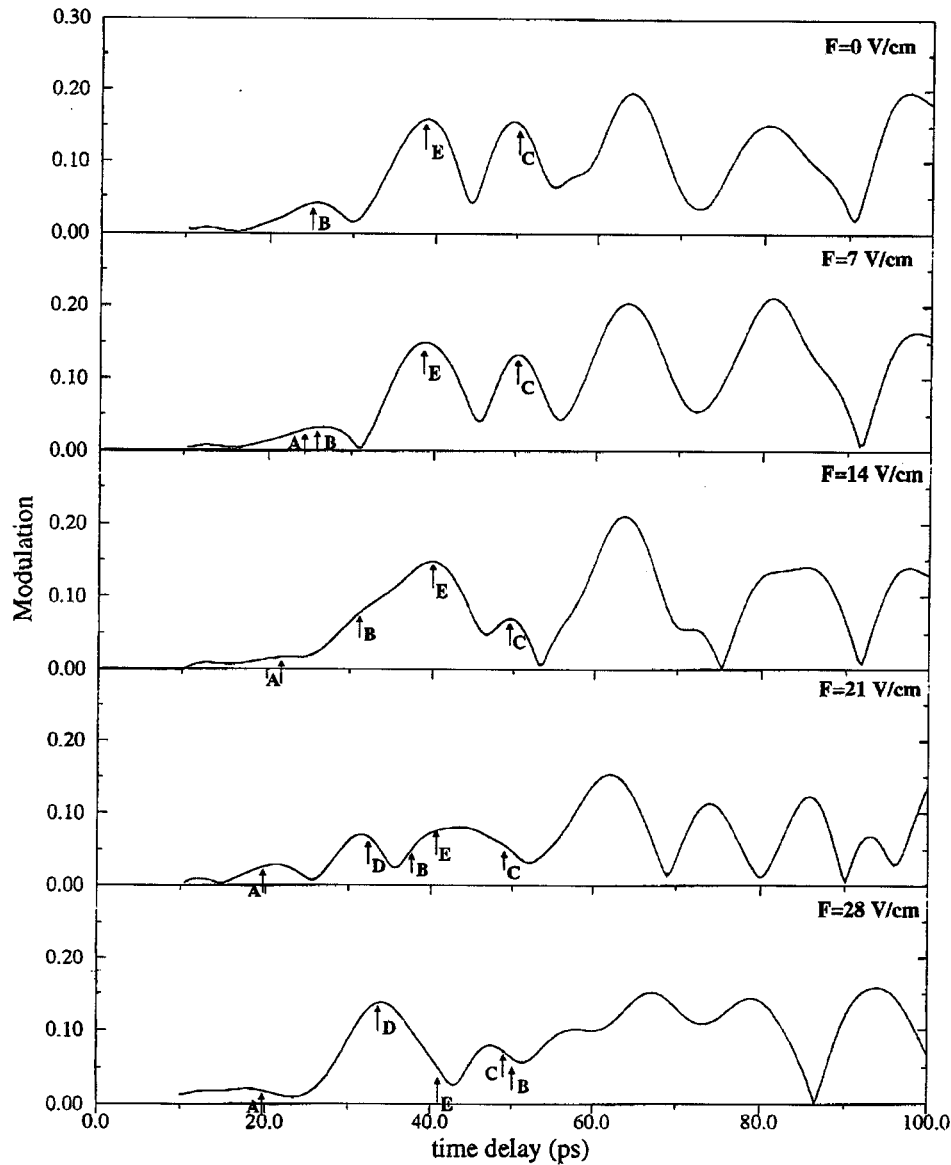 0.30
F=0 V/cm
0.20
0.10
E
C
B
0.00
F=7 V/cm
0.20
0.10
E
C
A
B
0.00
F=14 V/cm
0.20
0.10
E
B
C
0.00
A
F=21 V/cm
0.20
0.10
E
D
B
C
0.00
A
F=28 V/cm
0.20
0.10
D
C
B
0.00
A
E
0.0 20.0 40.0 60.0 80.0 100.0
time delay (ps)
Modulation